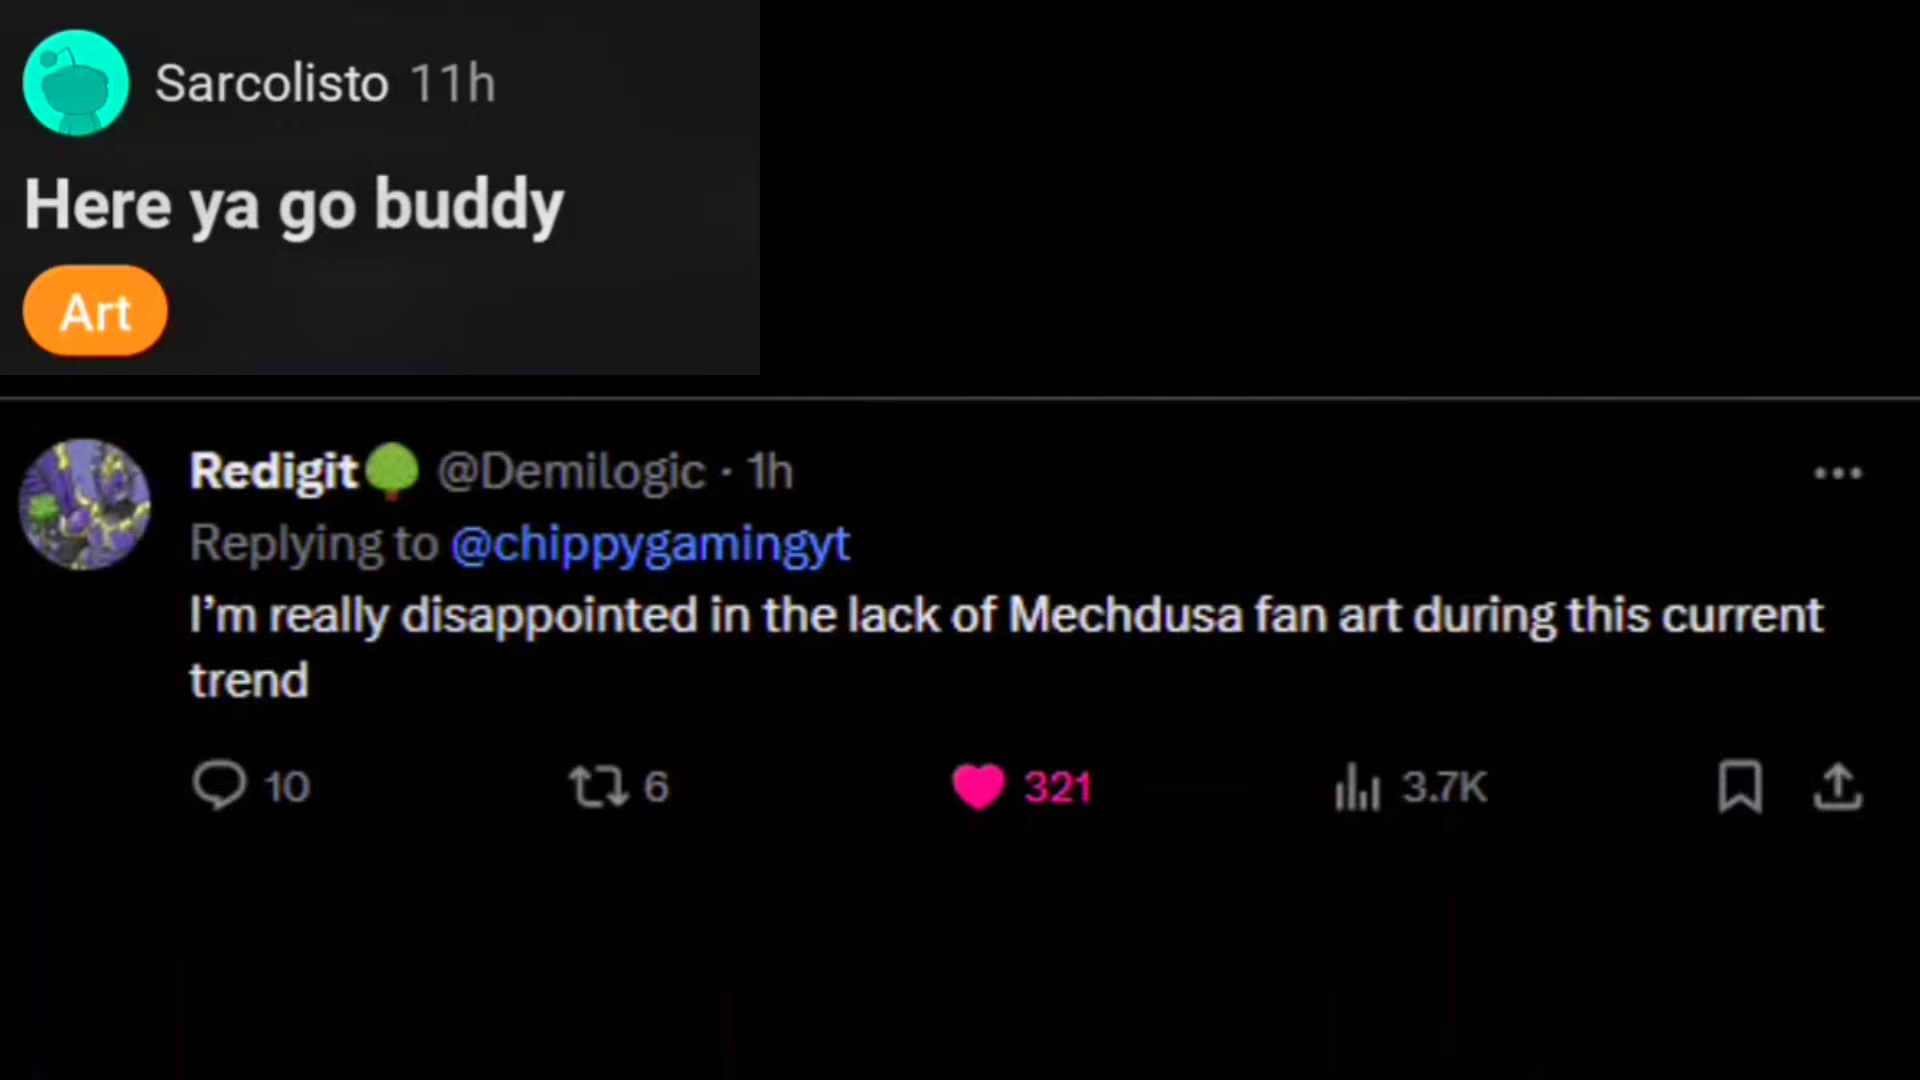 Sarcolisto 11h
Here ya go buddy
Art
Redigit🌳 @Demilogic · 1h
Replying to @chippygamingyt
I’m really disappointed in the lack of Mechdusa fan art during this current
trend
10 6 321 3.7K